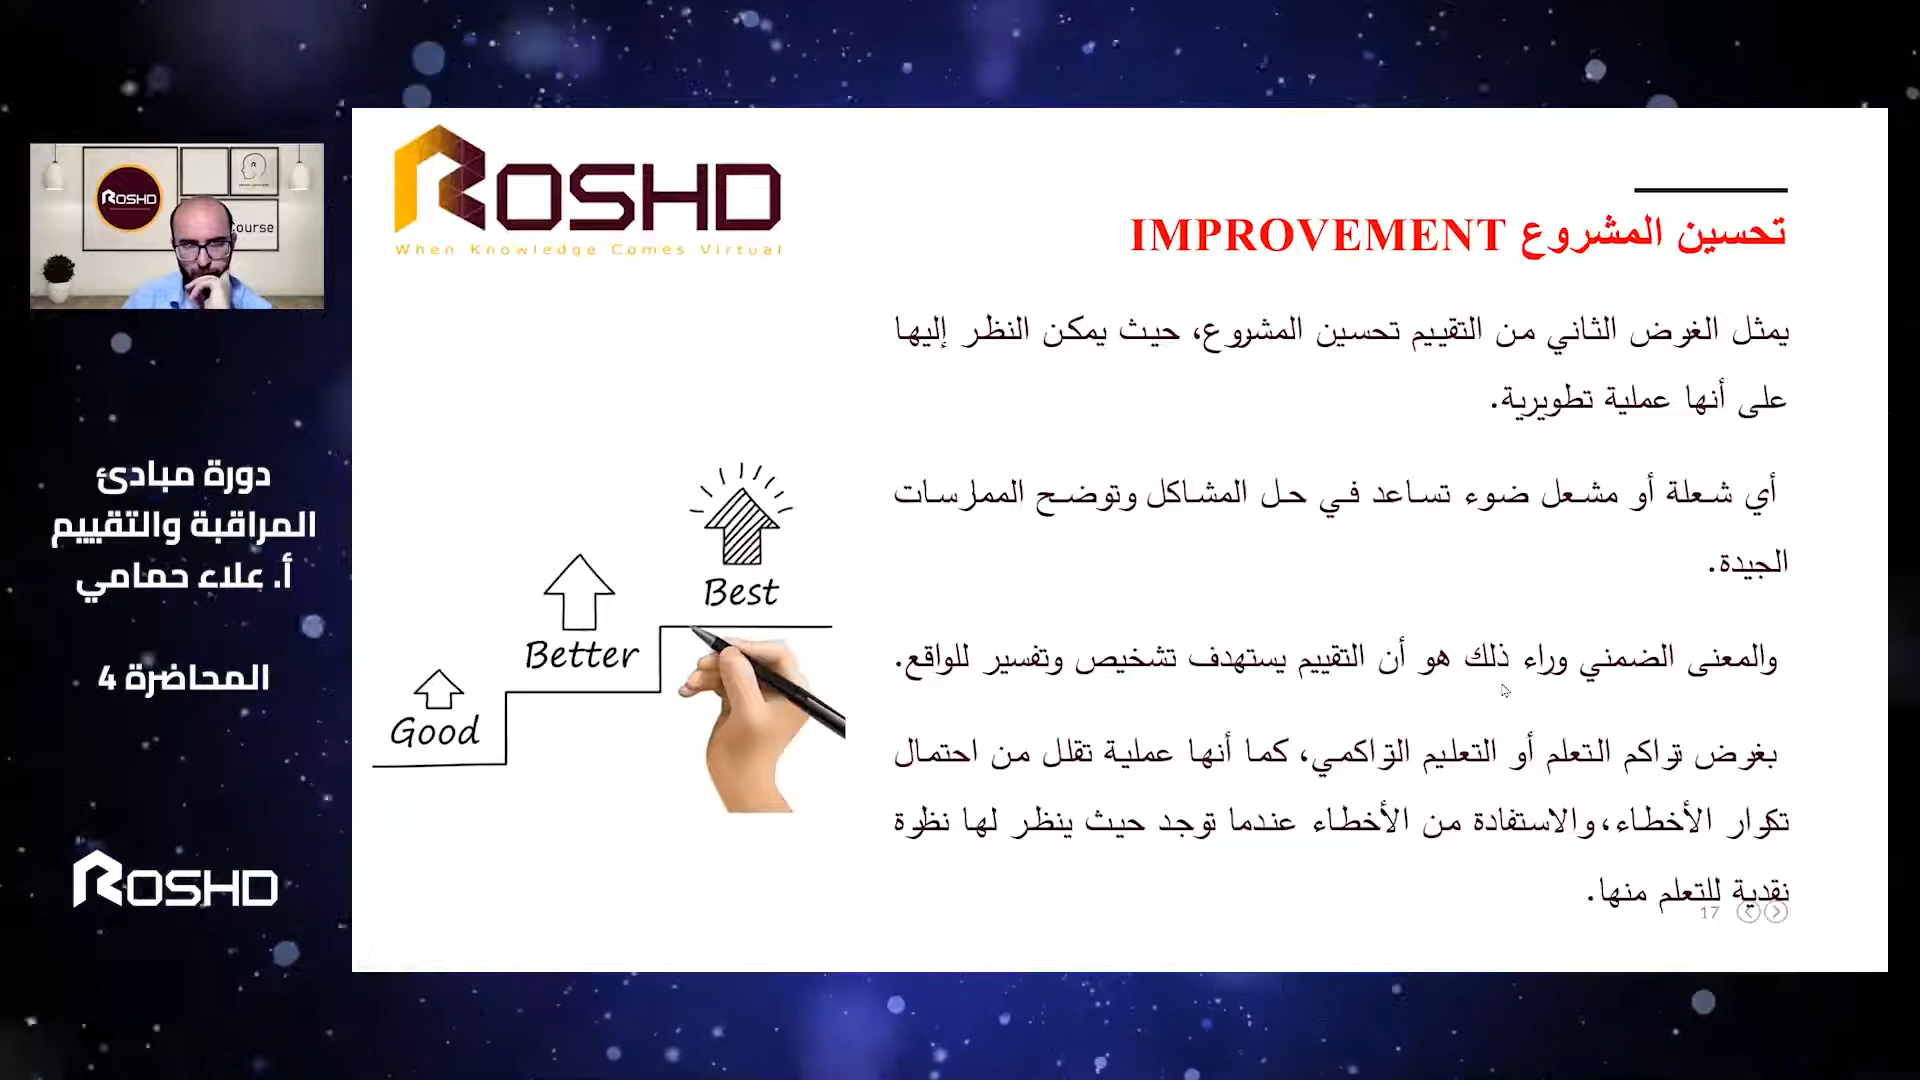 ROSHD
Course
دورة مبادئ
المراقبة والتقييم
أ. علاء حمامي
المحاضرة 4
ROSHD
ROSHD
When Knowledge Comes Virtual
تحسين المشروع IMPROVEMENT
يمثل الغرض الثاني من التقييم تحسين المشروع، حيث يمكن النظر إليها
على أنها عملية تطويرية.
أي شعلة أو مشعل ضوء تساعد في حل المشاكل وتوضح الممارسات
الجيدة.
والمعنى الضمني وراء ذلك هو أن التقييم يستهدف تشخيص وتفسير للواقع.
بغرض تراكم التعلم أو التعليم التراكمي، كما أنها عملية تقلل من احتمال
تكرار الأخطاء، والاستفادة من الأخطاء عندما توجد حيث ينظر لها نظرة
نقدية للتعلم منها.
17
Best
Better
Good